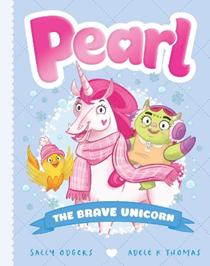 Pearl
THE BRAVE UNICORN
SALLY ODGERS ADELE K THOMAS